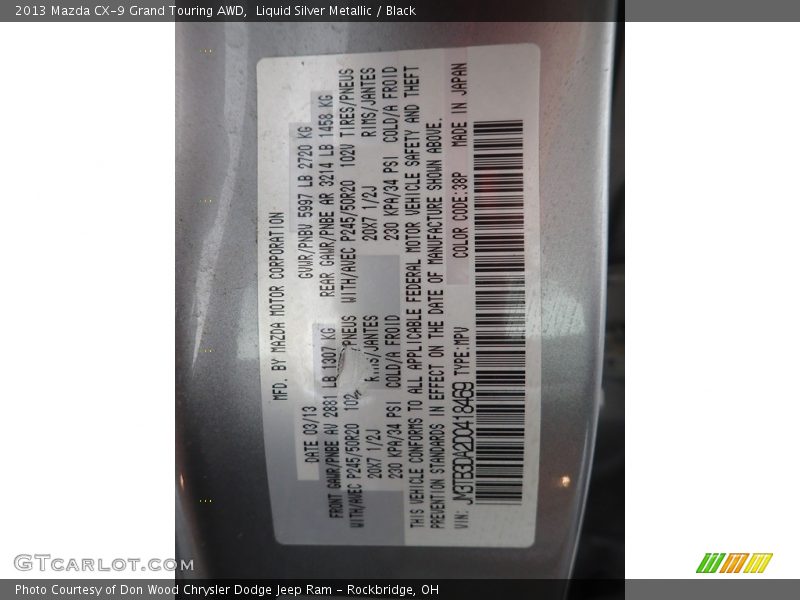 2013 Mazda CX-9 Grand Touring AWD,  Liquid Silver Metallic / Black
MFD. BY MAZDA MOTOR CORPORATION
DATE 03/13 GVWR/PNBV 5997 LB 2720 KG
FRONT GAWR/PNBE AV 2881 LB 1307 KG REAR GAWR/PNBE AR 3214 LB 1458 KG
WITH/AVEC P245/50R20 102 PNEUS WITH/AVEC P245/50R20 102V TIRES/PNEUS
20X7 1/2J RIMS/JANTES 20X7 1/2J RIMS/JANTES
230 KPA/34 PSI COLD/A FROID 230 KPA/34 PSI COLD/A FROID
THIS VEHICLE CONFORMS TO ALL APPLICABLE FEDERAL MOTOR VEHICLE SAFETY AND THEFT
PREVENTION STANDARDS IN EFFECT ON THE DATE OF MANUFACTURE SHOWN ABOVE.
VIN: JM3TB3DA2D0418469 TYPE:MPV COLOR CODE:38P MADE IN JAPAN
GTcarlot.com
Photo Courtesy of Don Wood Chrysler Dodge Jeep Ram - Rockbridge, OH